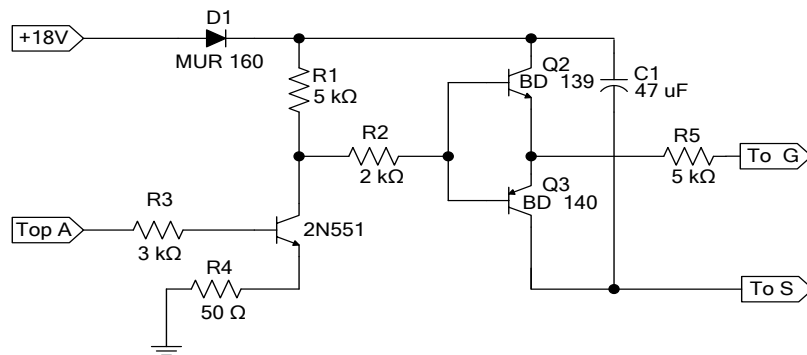 D1
+18V
MUR 160
Q2
BD 139
C1
47 uF
R1
5 kΩ
R2
2 kΩ
R5
5 kΩ
To G
R3
3 kΩ
Top A
2N551
Q3
BD 140
R4
50 Ω
To S